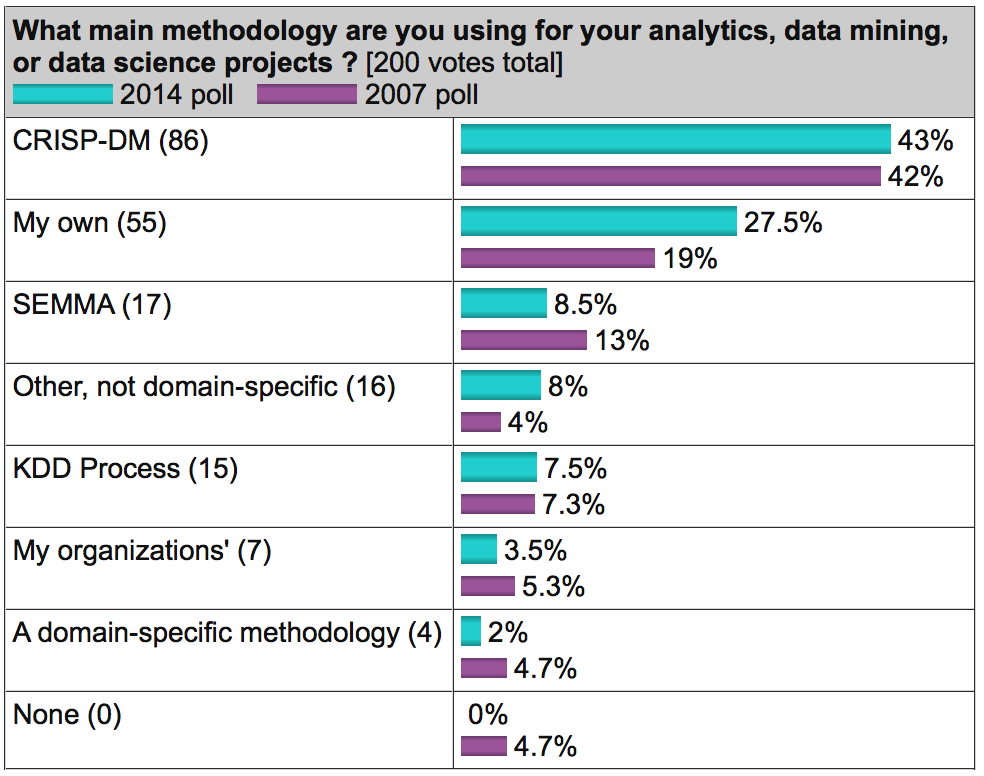 What main methodology are you using for your analytics, data mining,
or data science projects ? [200 votes total]
2014 poll 2007 poll
CRISP-DM (86) 43%
42%
My own (55) 27.5%
19%
SEMMA (17) 8.5%
13%
Other, not domain-specific (16) 8%
4%
KDD Process (15) 7.5%
7.3%
My organizations' (7) 3.5%
5.3%
A domain-specific methodology (4) 2%
4.7%
None (0) 0%
4.7%